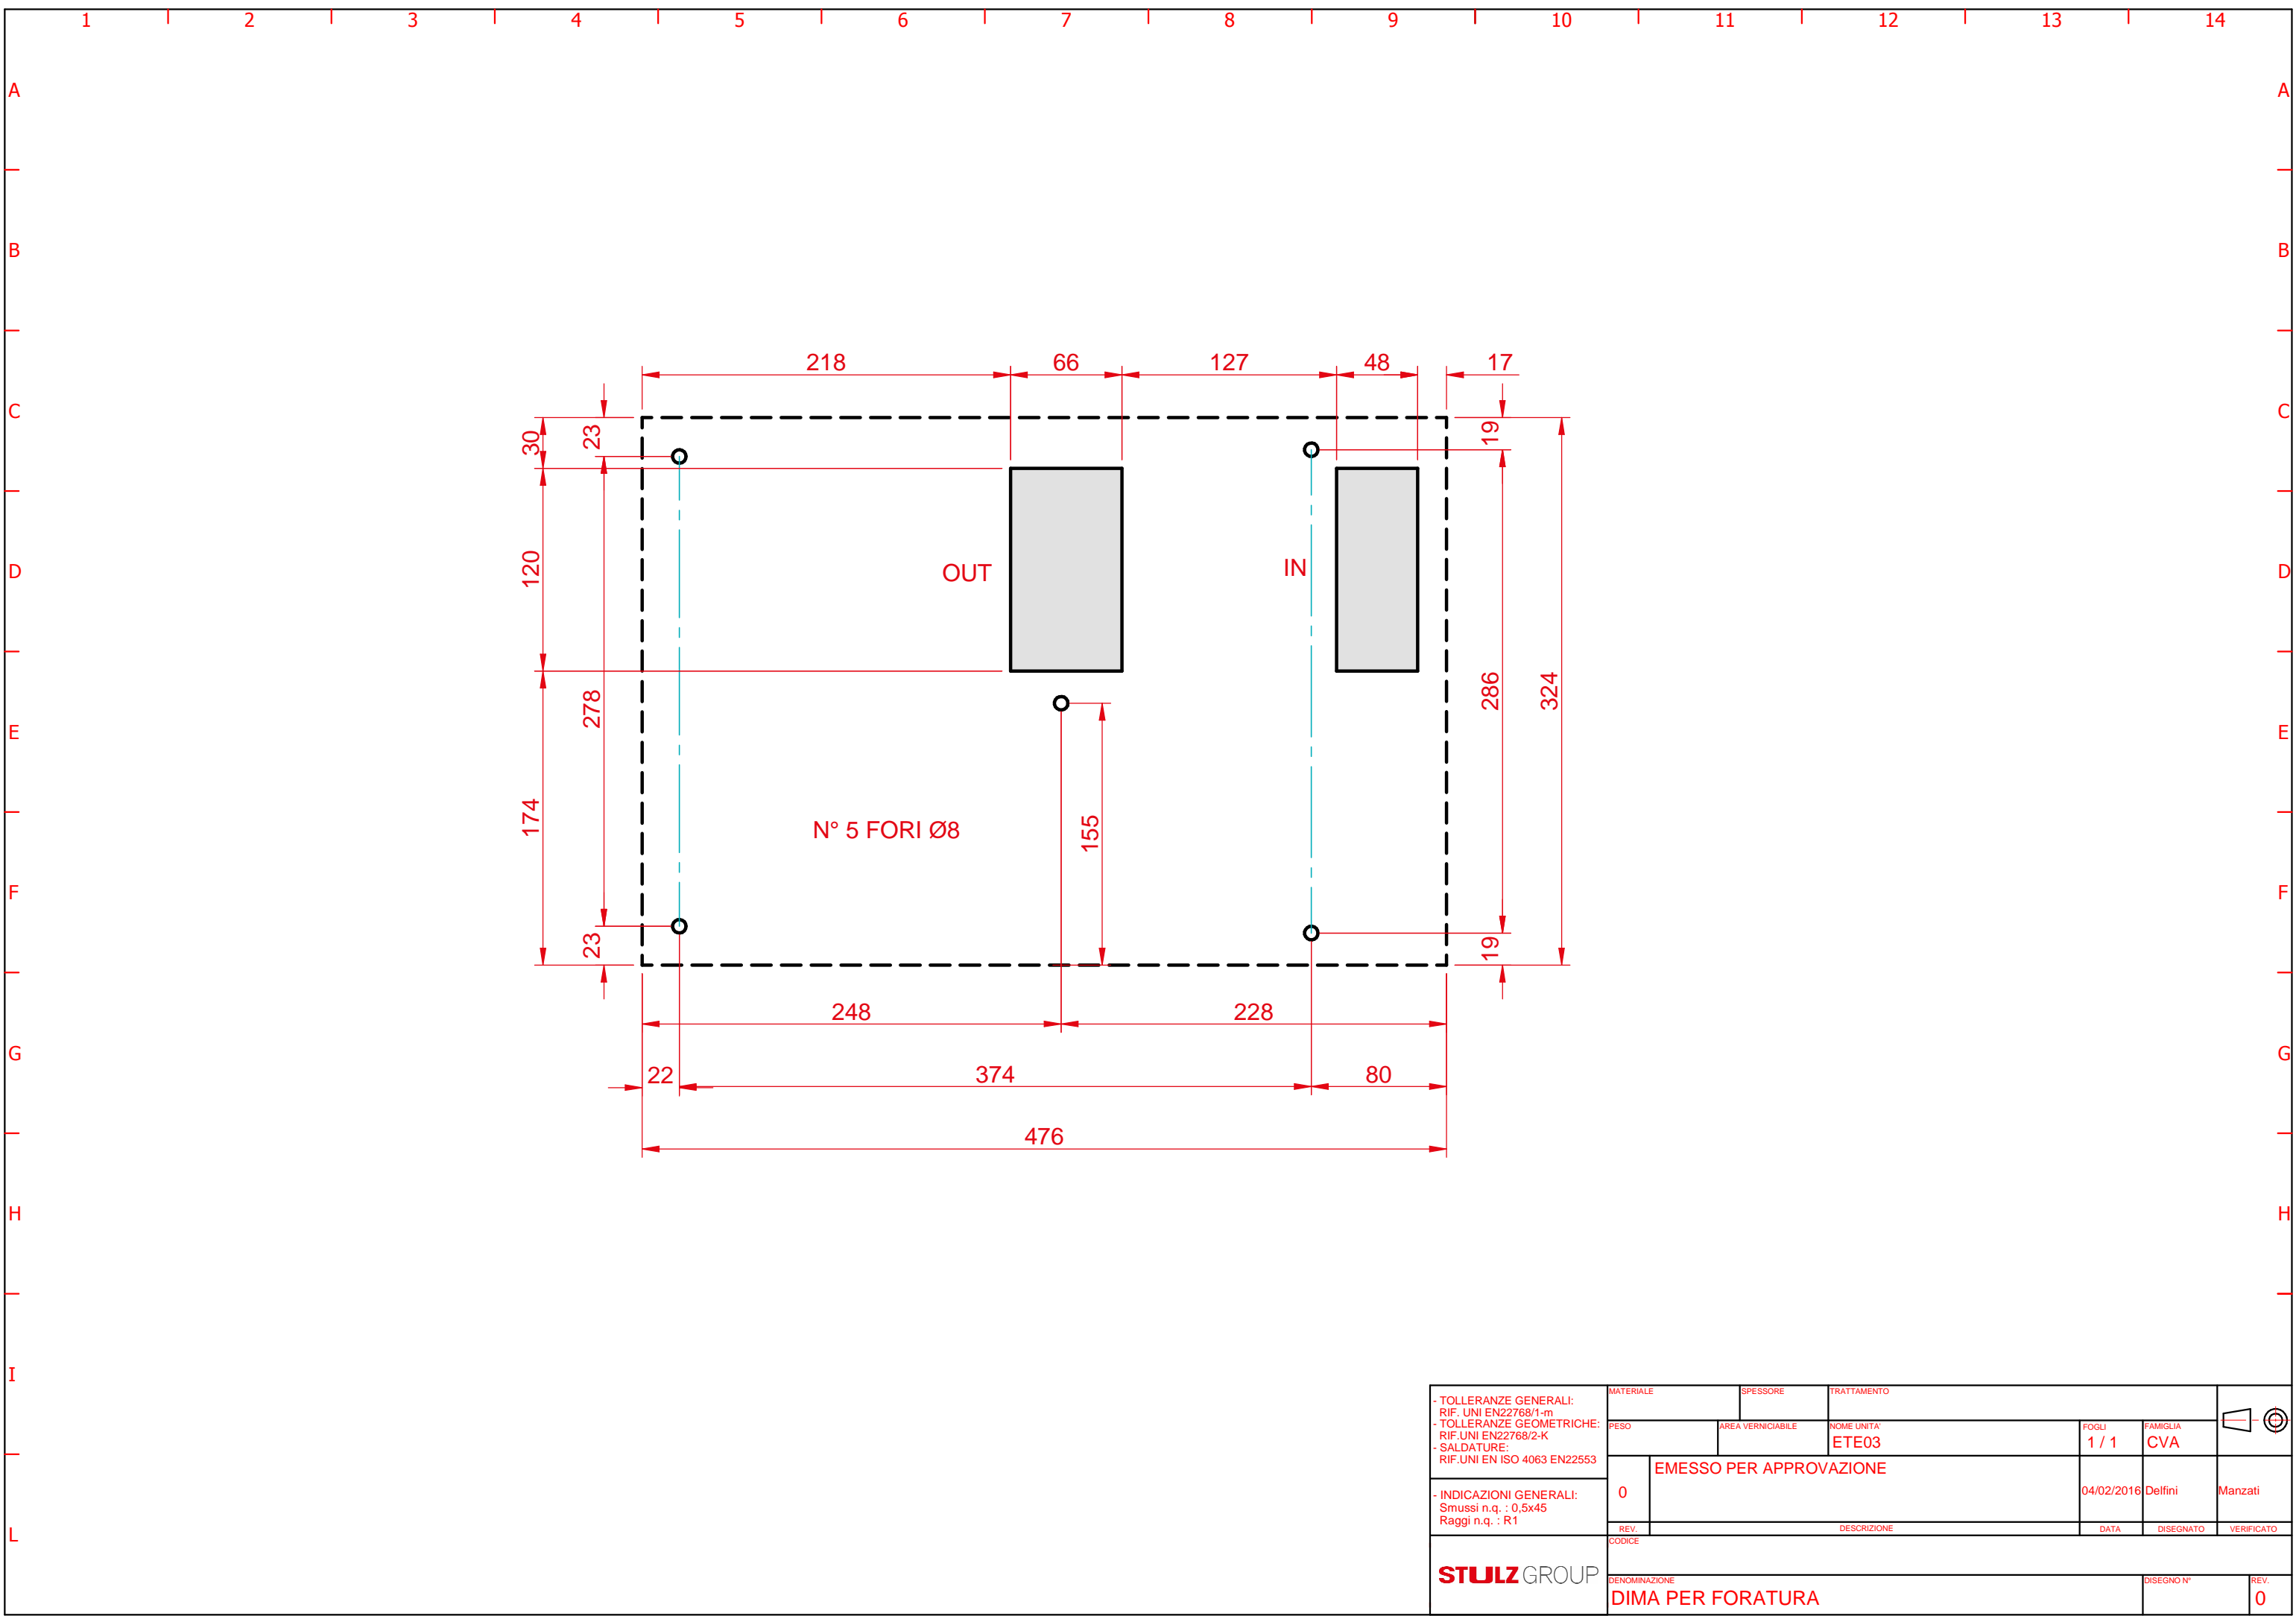 1 2 3 4 5 6 7 8 9 10 11 12 13 14
A A
B B
218 66 127 48 17
C C
30 23 19
D D
120 OUT IN
E E
278 286 324
174 N° 5 FORI Ø8 155
F F
23 19
248 228
G G
22 374 80
476
H H
I
L
- TOLLERANZE GENERALI:
RIF. UNI EN22768/1-m
- TOLLERANZE GEOMETRICHE:
RIF.UNI EN22768/2-K
- SALDATURE:
RIF.UNI EN ISO 4063 EN22553
- INDICAZIONI GENERALI:
Smussi n.q. : 0,5x45
Raggi n.q. : R1
STULZ GROUP
MATERIALE SPESSORE TRATTAMENTO
PESO AREA VERNICIABILE NOME UNITA' FOGLI FAMIGLIA
ETE03 1 / 1 CVA
EMESSO PER APPROVAZIONE
0 04/02/2016 Delfini Manzati
REV. DESCRIZIONE DATA DISEGNATO VERIFICATO
CODICE
DENOMINAZIONE DISEGNO N° REV.
DIMA PER FORATURA 0